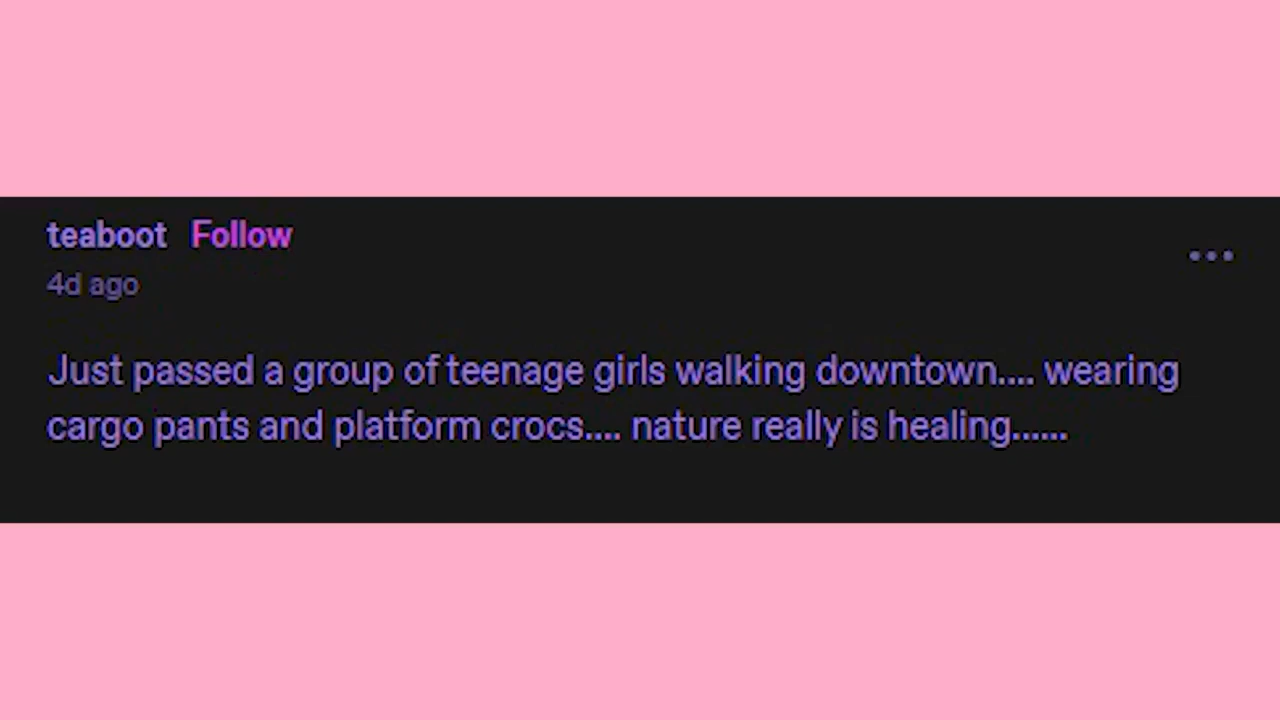 teaboot Follow
4d ago
Just passed a group of teenage girls walking downtown.... wearing
cargo pants and platform crocs.... nature really is healing......